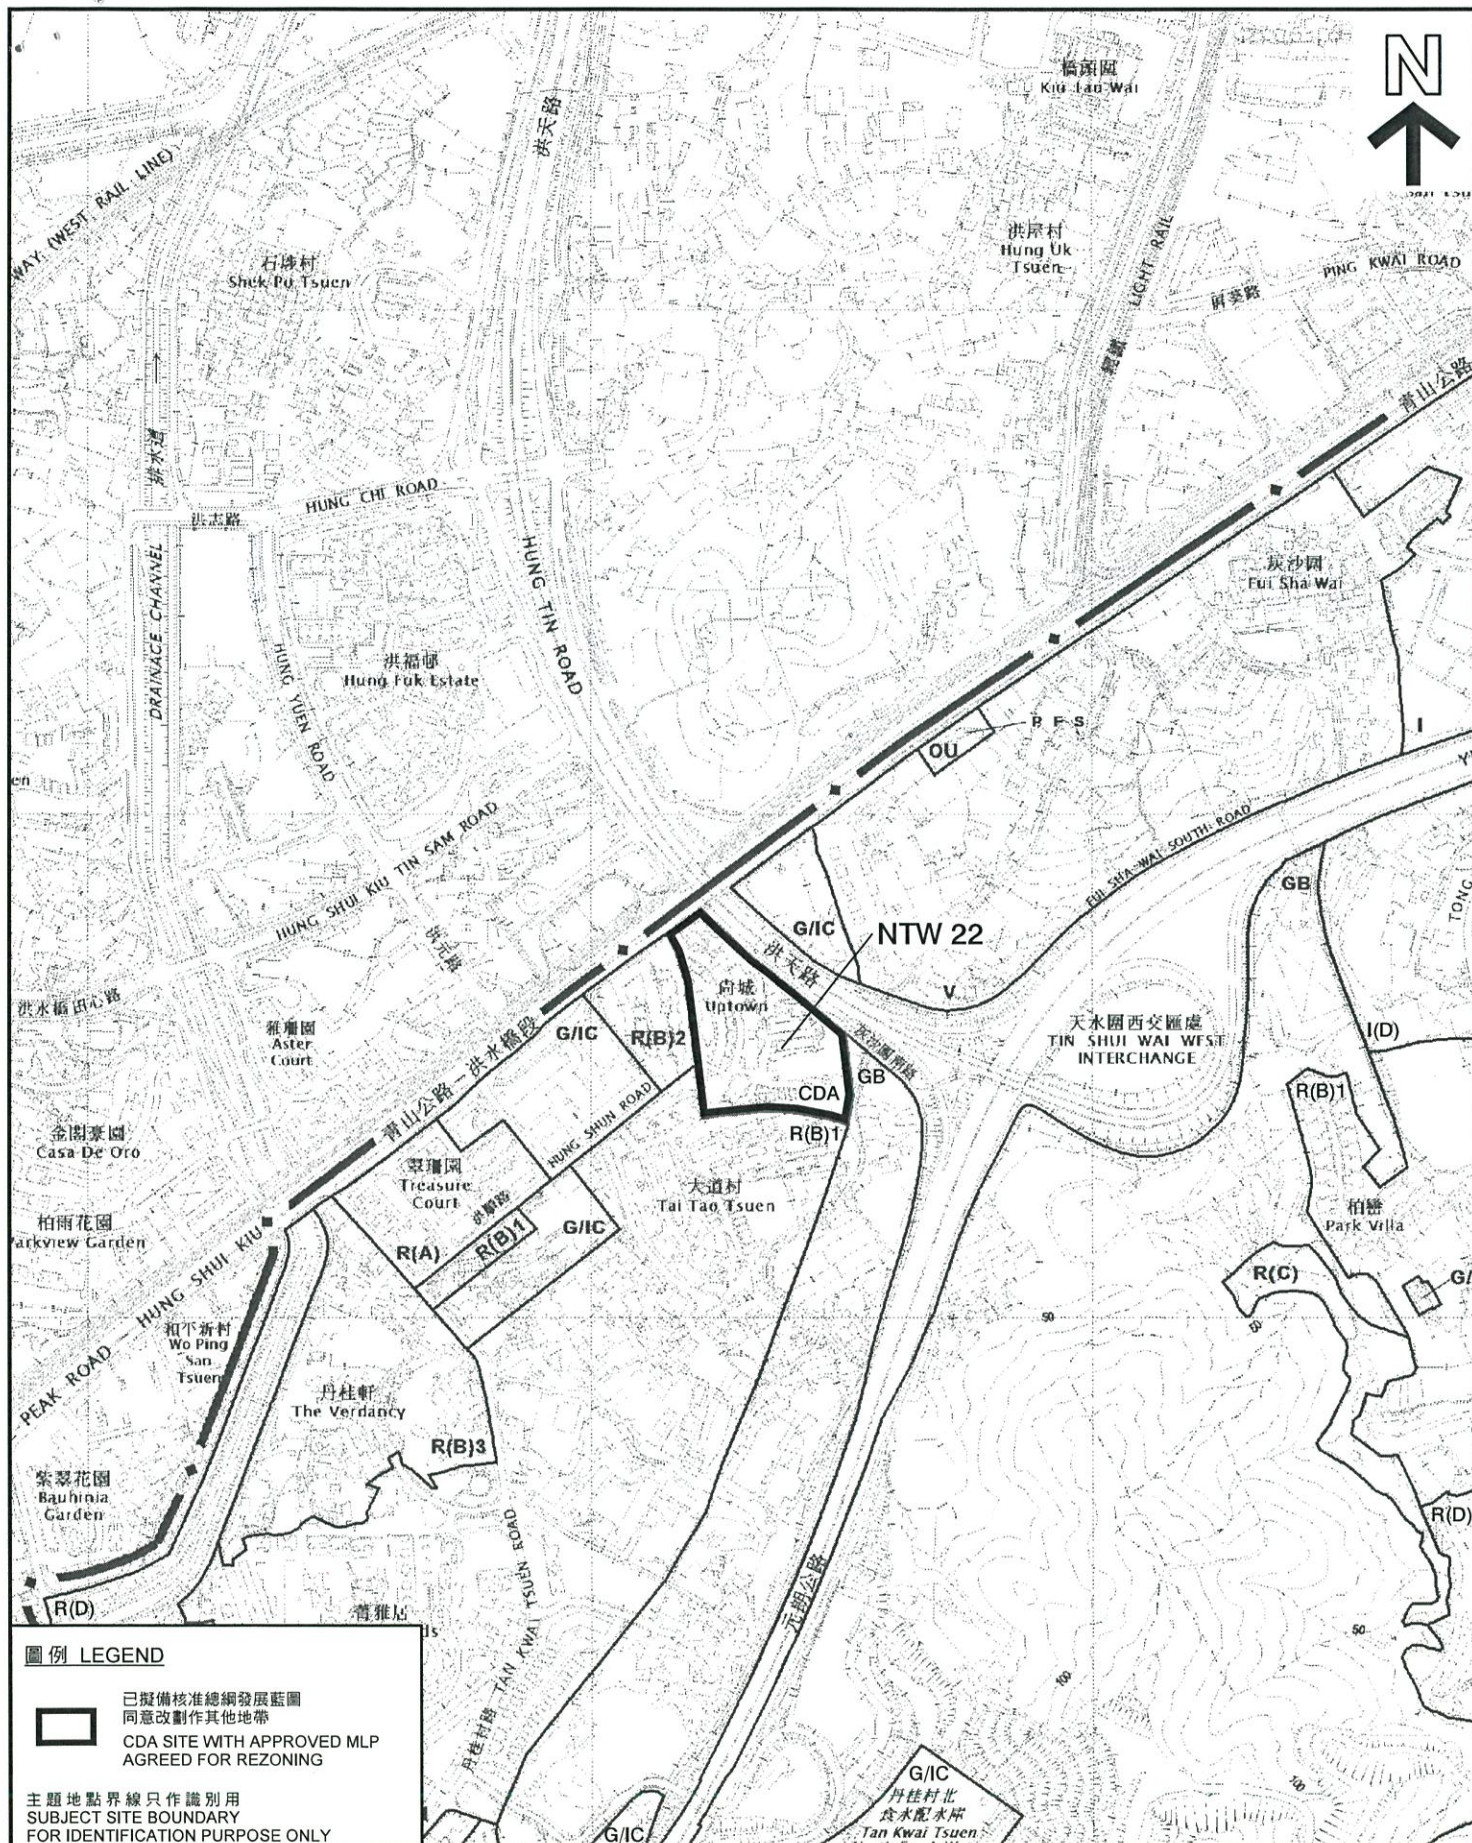 N
橋頭圍
Kiu Tau Wai
洪天路
WAY (WEST RAIL LINE)
石埗村
Shek Po Tsuen
洪屋村
Hung Uk
Tsuen
輕鐵 LIGHT RAIL
屏葵路
PING KWAI ROAD
青山公路
排水道
DRAINAGE CHANNEL
洪志路
HUNG CHI ROAD
HUNG TIN ROAD
灰沙圍
Fui Sha Wai
洪福邨
Hung Fuk Estate
HUNG YUEN ROAD
P F S
OU
I
HUNG SHUI KIU TIN SAM ROAD
洪元路
FUI SHA WAI SOUTH ROAD
GB
TONG
G/IC
NTW 22
洪天路
洪水橋田心路
尚城
Uptown
V
雅珊園
Aster
Court
G/IC
R(B)2
灰沙圍南路
天水圍西交匯處
TIN SHUI WAI WEST
INTERCHANGE
I(D)
GB
CDA
R(B)1
R(B)1
青山公路－洪水橋段
HUNG SHUN ROAD
金閣豪園
Casa De Oro
翠珊園
Treasure
Court
洪順路
大道村
Tai Tao Tsuen
柏雨花園
Parkview Garden
R(A)
R(B)1
G/IC
柏巒
Park Villa
R(C)
G/
PEAK ROAD - HUNG SHUI KIU
和平新村
Wo Ping
San
Tsuen
50
50
丹桂軒
The Verdancy
R(B)3
紫翠花園
Bauhinia
Garden
R(D)
TAN KWAI TSUEN ROAD
丹桂村路
元朗公路
R(D)
50
100
100
圖例 LEGEND
已擬備核准總綱發展藍圖
同意改劃作其他地帶
CDA SITE WITH APPROVED MLP
AGREED FOR REZONING
主題地點界線只作識別用
SUBJECT SITE BOUNDARY
FOR IDENTIFICATION PURPOSE ONLY
G/IC
G/IC
丹桂村北
食水配水庫
Tan Kwai Tsuen